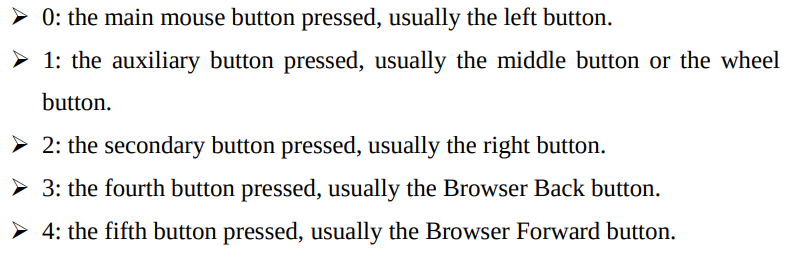 ➢ 0: the main mouse button pressed, usually the left button.
➢ 1: the auxiliary button pressed, usually the middle button or the wheel
button.
➢ 2: the secondary button pressed, usually the right button.
➢ 3: the fourth button pressed, usually the Browser Back button.
➢ 4: the fifth button pressed, usually the Browser Forward button.